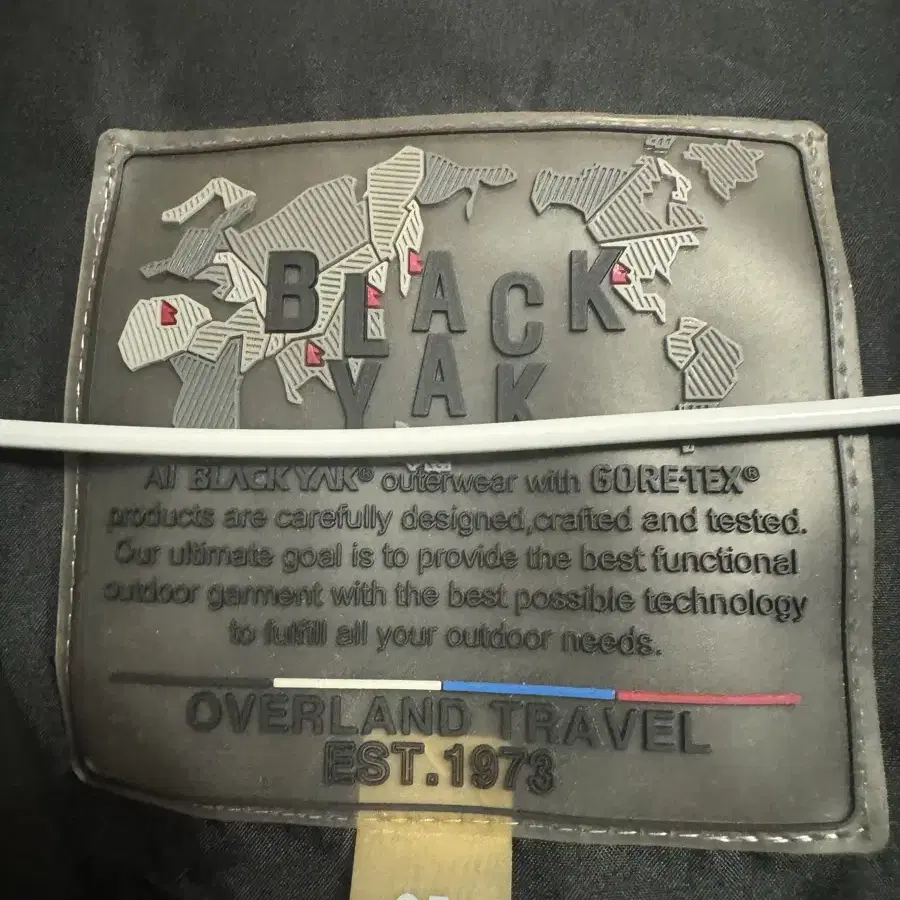 BLACK
YAK
All BLACKYAK® outerwear with GORE-TEX®
products are carefully designed,crafted and tested.
Our ultimate goal is to provide the best functional
outdoor garment with the best possible technology
to fulfill all your outdoor needs.
OVERLAND TRAVEL
EST.1973